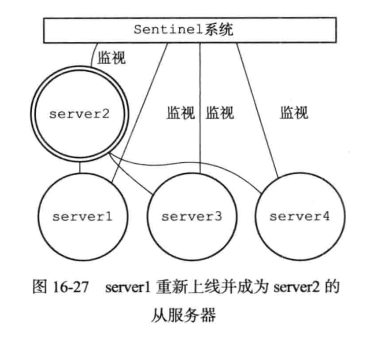 Sentinel系统
监视
server2
监视
监视
监视
server1
server3
server4
图 16-27 server1 重新上线并成为 server2 的
从服务器